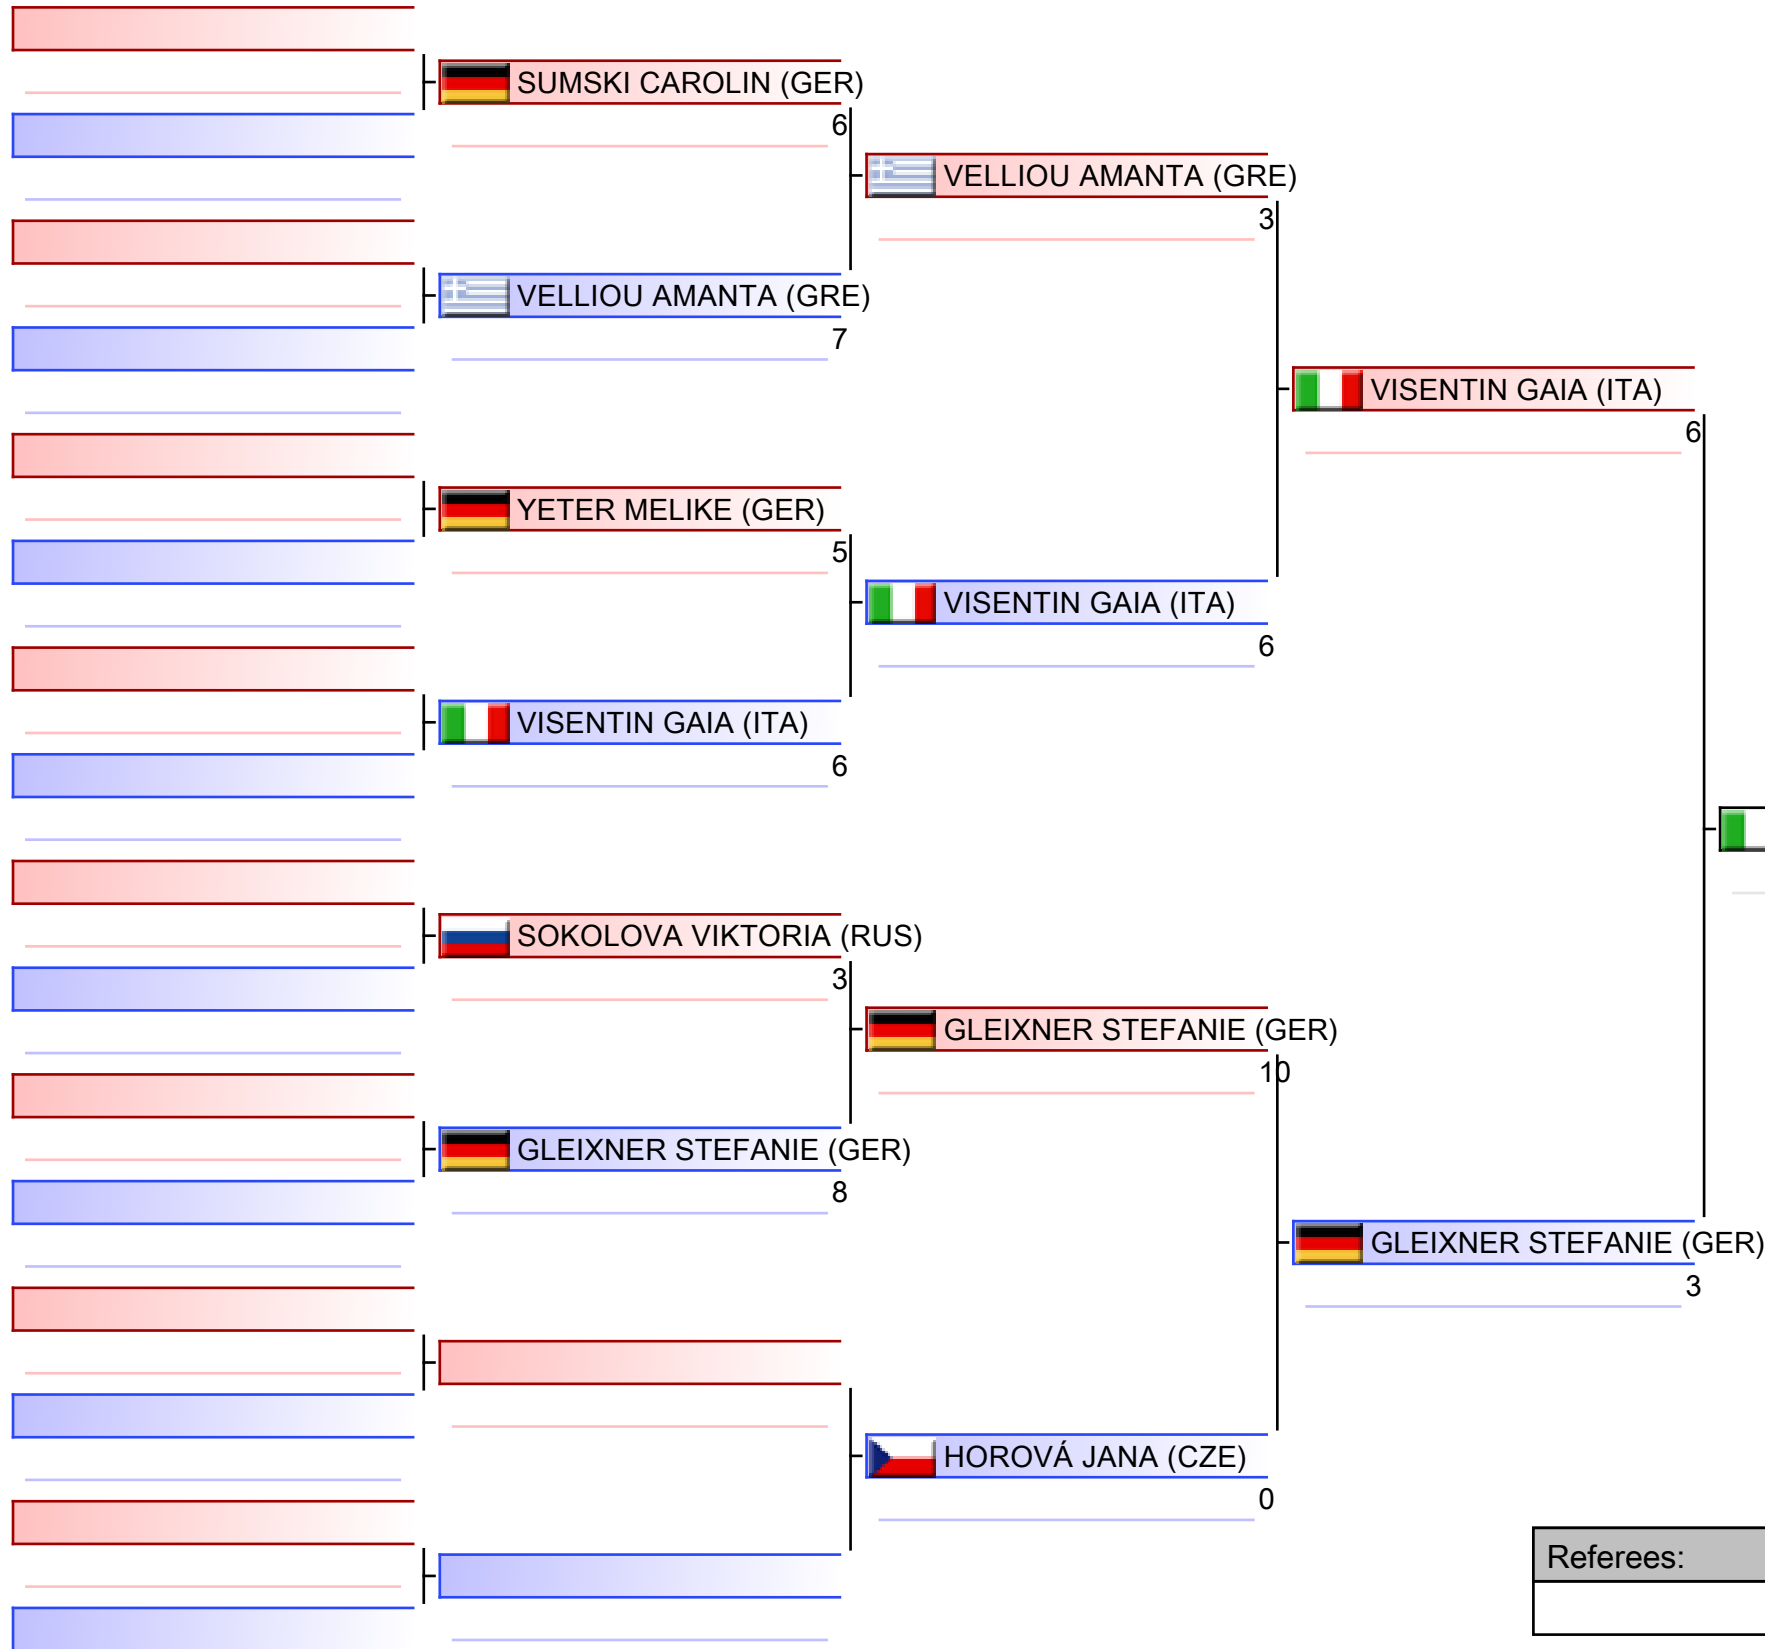 SUMSKI CAROLIN (GER)
6
VELLIOU AMANTA (GRE)
3
VELLIOU AMANTA (GRE)
7
VISENTIN GAIA (ITA)
6
YETER MELIKE (GER)
5
VISENTIN GAIA (ITA)
6
VISENTIN GAIA (ITA)
6
SOKOLOVA VIKTORIA (RUS)
3
GLEIXNER STEFANIE (GER)
10
GLEIXNER STEFANIE (GER)
8
GLEIXNER STEFANIE (GER)
3
HOROVÁ JANA (CZE)
0
Referees: